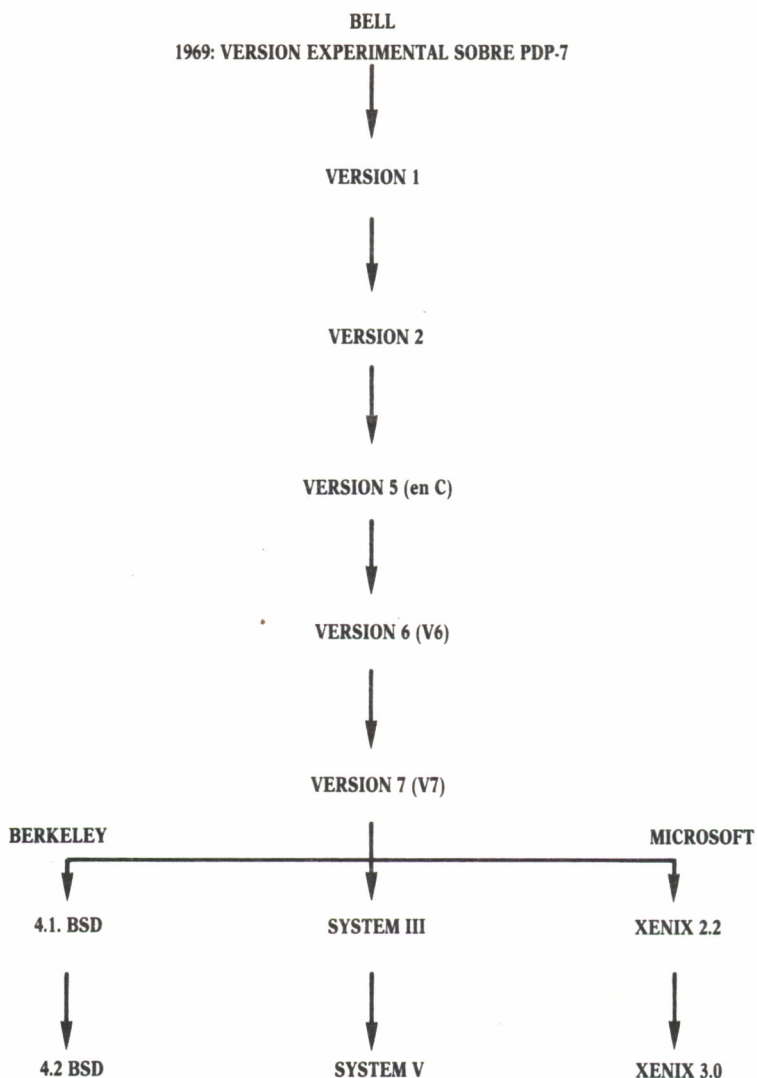 BELL
1969: VERSION EXPERIMENTAL SOBRE PDP-7
VERSION 1
VERSION 2
VERSION 5 (en C)
VERSION 6 (V6)
VERSION 7 (V7)
BERKELEY
MICROSOFT
4.1. BSD
SYSTEM III
XENIX 2.2
4.2 BSD
SYSTEM V
XENIX 3.0